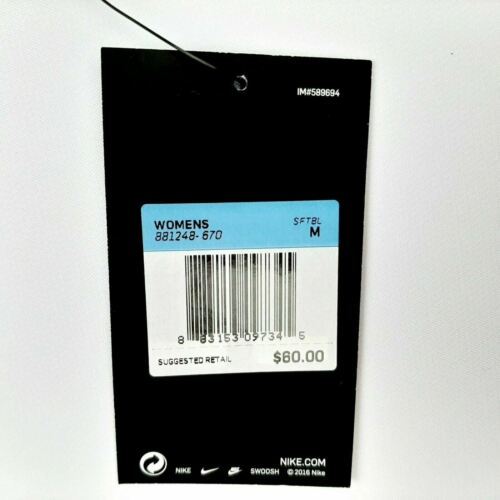 IM#589694
WOMENS SFTBL
881248-670 M
8 83153 09734 5
SUGGESTED RETAIL $60.00
NIKE SWOOSH NIKE.COM
© 2016 Nike